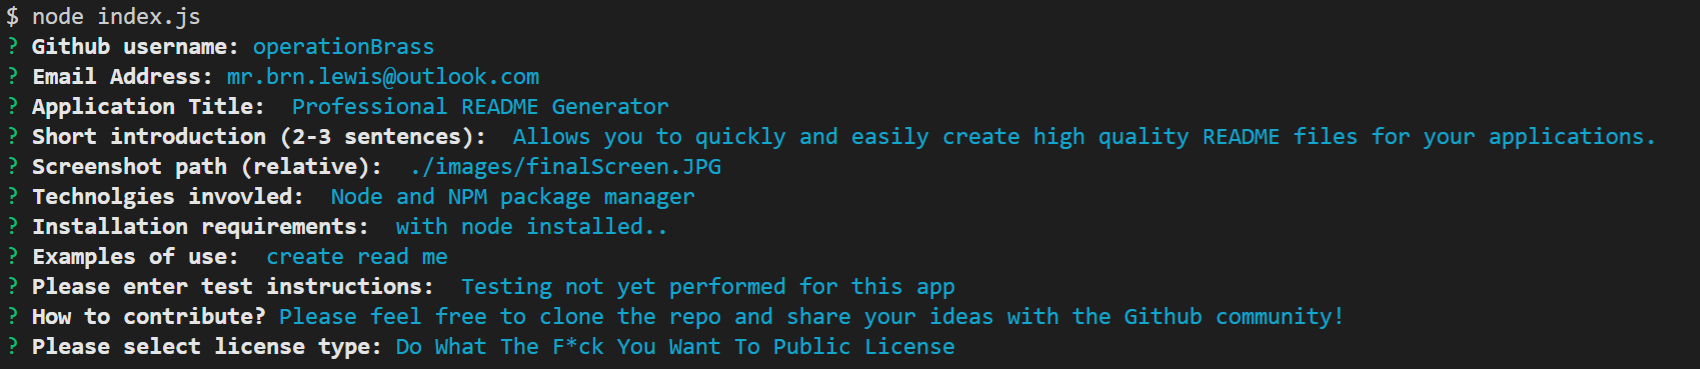 $ node index.js
? Github username: operationBrass
? Email Address: mr.brn.lewis@outlook.com
? Application Title:  Professional README Generator
? Short introduction (2-3 sentences):  Allows you to quickly and easily create high quality README files for your applications.
? Screenshot path (relative):  ./images/finalScreen.JPG
? Technolgies invovled:  Node and NPM package manager
? Installation requirements:  with node installed..
? Examples of use:  create read me
? Please enter test instructions:  Testing not yet performed for this app
? How to contribute? Please feel free to clone the repo and share your ideas with the Github community!
? Please select license type: Do What The F*ck You Want To Public License